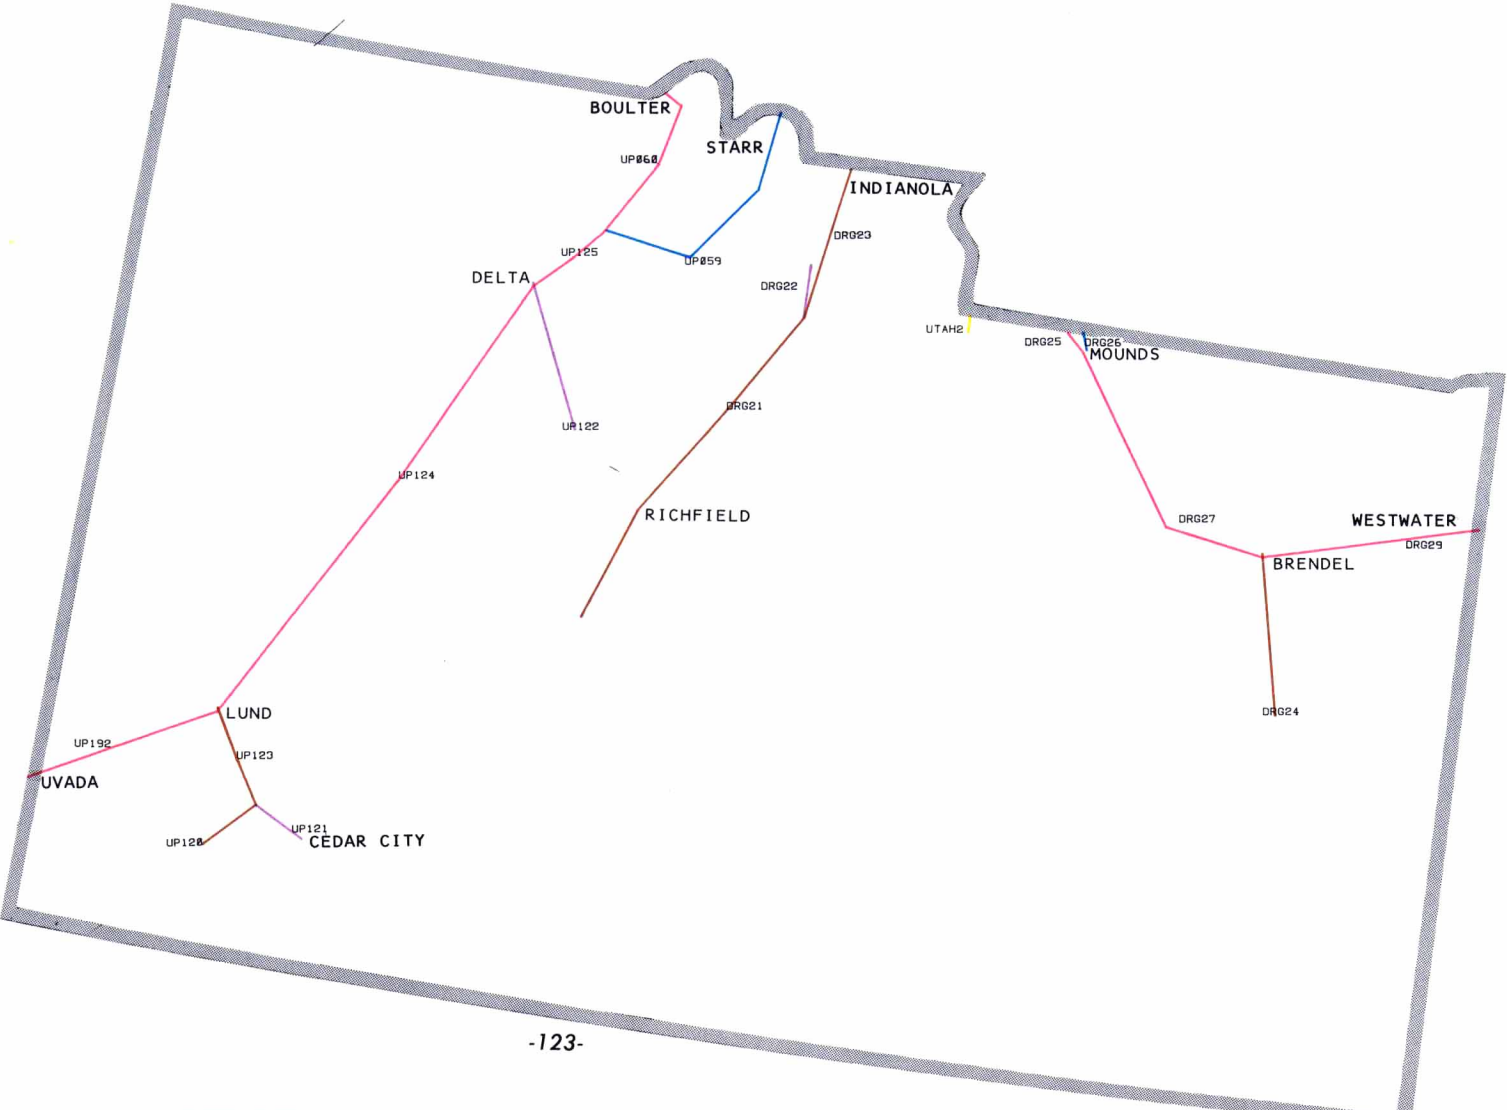 BOULTER
STARR
UP060
INDIANOLA
DRG23
UP125
UP059
DELTA
DRG22
UTAH2
DRG25
DRG26
MOUNDS
DRG21
UP122
UP124
RICHFIELD
DRG27
WESTWATER
DRG29
BRENDEL
LUND
DRG24
UP192
UP123
UVADA
UP121
UP120
CEDAR CITY
-123-